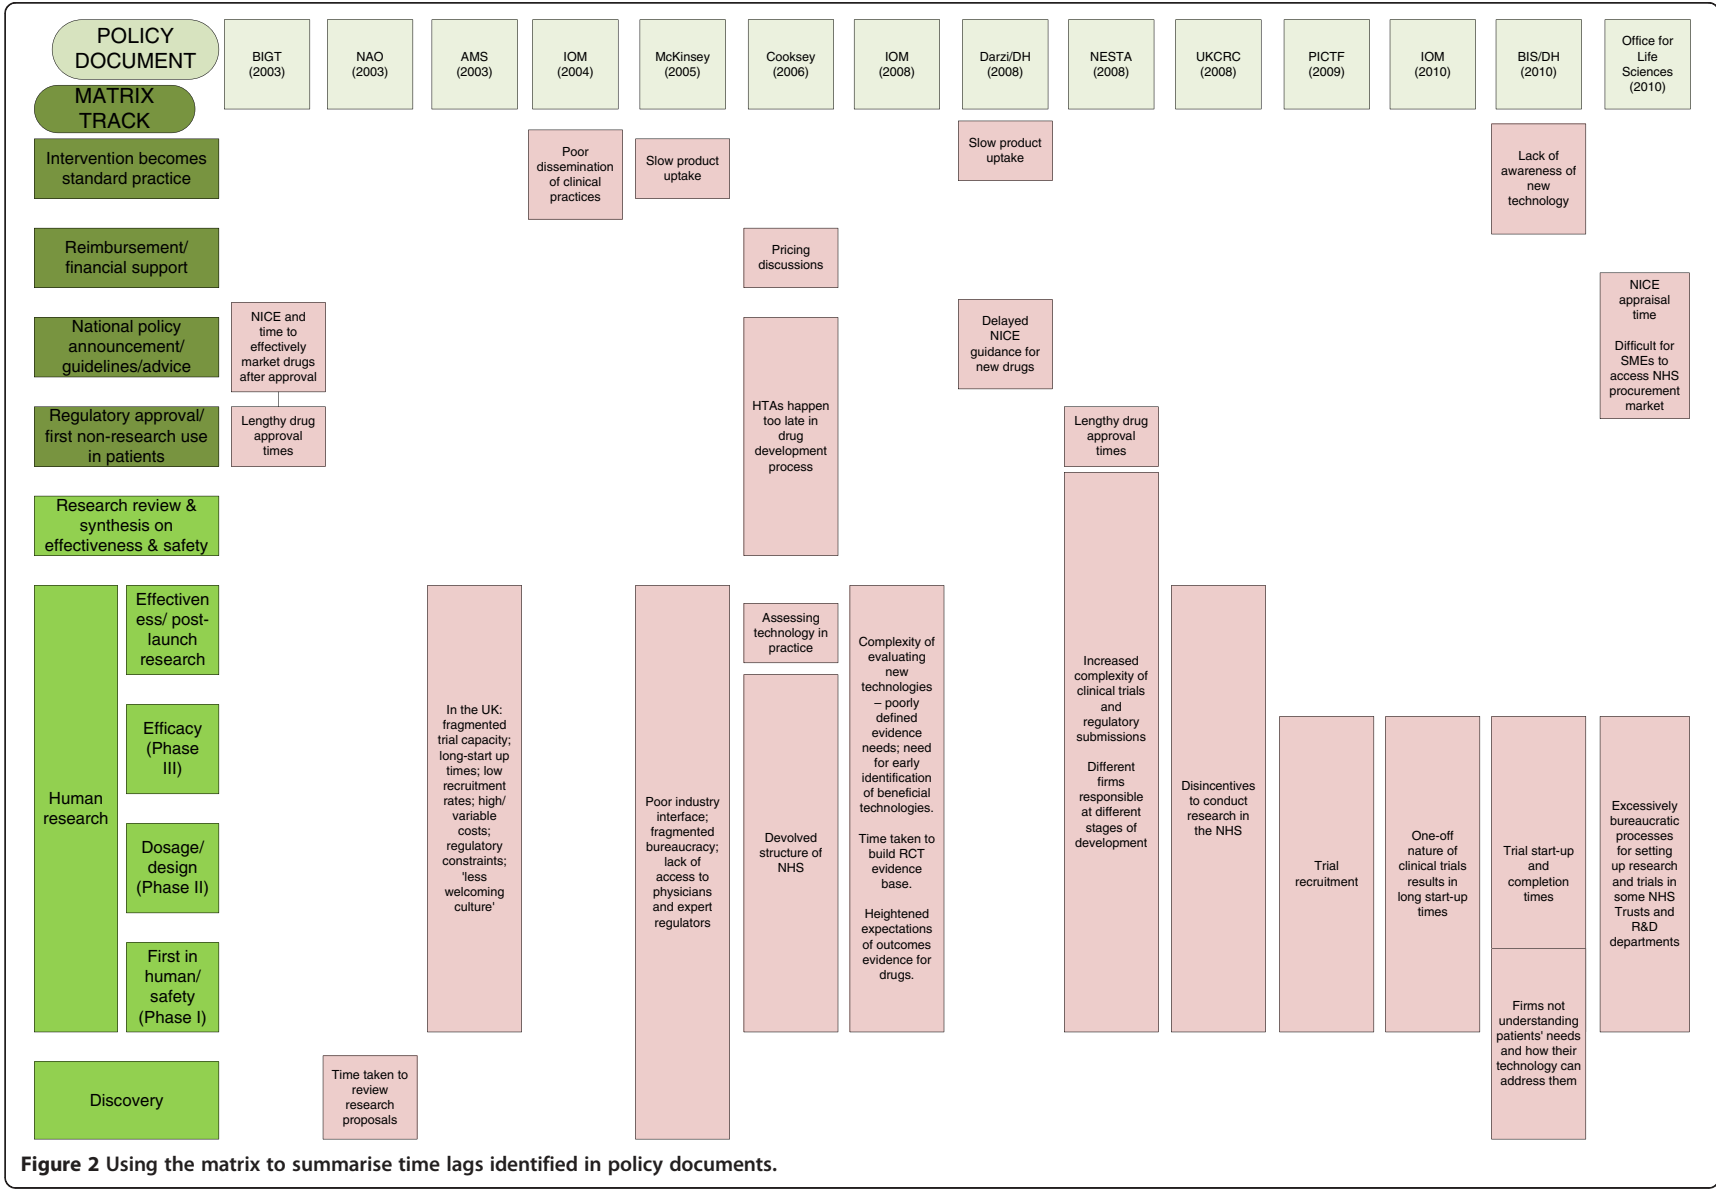 POLICY
DOCUMENT
BIGT
(2003)
NAO
(2003)
AMS
(2003)
IOM
(2004)
McKinsey
(2005)
Cooksey
(2006)
IOM
(2008)
Darzi/DH
(2008)
NESTA
(2008)
UKCRC
(2008)
PICTF
(2009)
IOM
(2010)
BIS/DH
(2010)
Office for
Life
Sciences
(2010)
MATRIX
TRACK
Intervention becomes
standard practice
Poor
dissemination
of clinical
practices
Slow product
uptake
Slow product
uptake
Lack of
awareness of
new
technology
Reimbursement/
financial support
Pricing
discussions
National policy
announcement/
guidelines/advice
NICE and
time to
effectively
market drugs
after approval
Delayed
NICE
guidance for
new drugs
NICE
appraisal
time
Difficult for
SMEs to
access NHS
procurement
market
Regulatory approval/
first non-research use
in patients
Lengthy drug
approval
times
HTAs happen
too late in
drug
development
process
Lengthy drug
approval
times
Research review &
synthesis on
effectiveness & safety
Human
research
Effectiven
ess/ post-
launch
research
Efficacy
(Phase
III)
Dosage/
design
(Phase II)
First in
human/
safety
(Phase I)
In the UK:
fragmented
trial capacity;
long-start up
times; low
recruitment
rates; high/
variable
costs;
regulatory
constraints;
'less
welcoming
culture'
Poor industry
interface;
fragmented
bureaucracy;
lack of
access to
physicians
and expert
regulators
Assessing
technology in
practice
Devolved
structure of
NHS
Complexity of
evaluating
new
technologies
– poorly
defined
evidence
needs; need
for early
identification
of beneficial
technologies.
Time taken to
build RCT
evidence
base.
Heightened
expectations
of outcomes
evidence for
drugs.
Increased
complexity of
clinical trials
and
regulatory
submissions
Different
firms
responsible
at different
stages of
development
Disincentives
to conduct
research in
the NHS
Trial
recruitment
One-off
nature of
clinical trials
results in
long start-up
times
Trial start-up
and
completion
times
Firms not
understanding
patients' needs
and how their
technology can
address them
Excessively
bureaucratic
processes
for setting
up research
and trials in
some NHS
Trusts and
R&D
departments
Discovery
Time taken to
review
research
proposals
Figure 2 Using the matrix to summarise time lags identified in policy documents.